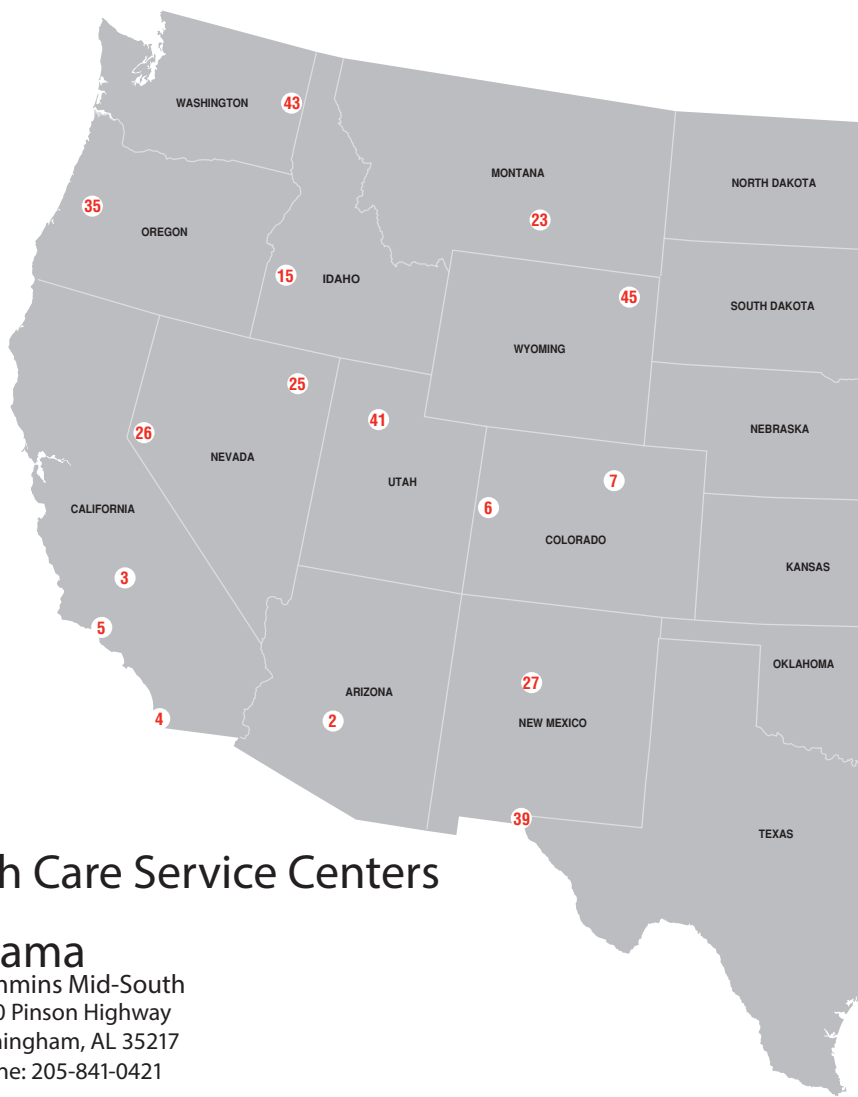 WASHINGTON
43
MONTANA
NORTH DAKOTA
35
23
OREGON
15
IDAHO
45
SOUTH DAKOTA
WYOMING
25
41
26
NEVADA
NEBRASKA
UTAH
7
6
CALIFORNIA
COLORADO
KANSAS
3
5
OKLAHOMA
27
ARIZONA
4
2
NEW MEXICO
39
TEXAS
h Care Service Centers
ama
mmins Mid-South
0 Pinson Highway
ningham, AL 35217
ne: 205-841-0421